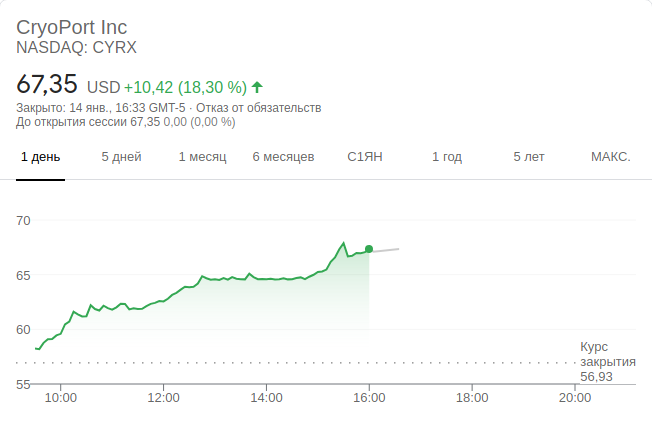 CryoPort Inc
NASDAQ: CYRX
67,35 USD +10,42 (18,30 %)
Закрыто: 14 янв., 16:33 GMT-5 · Отказ от обязательств
До открытия сессии 67,35 0,00 (0,00 %)
1 день 5 дней 1 месяц 6 месяцев С1ЯН 1 год 5 лет МАКС.
70
65
60
Курс
закрытия
56,93
55
10:00 12:00 14:00 16:00 18:00 20:00